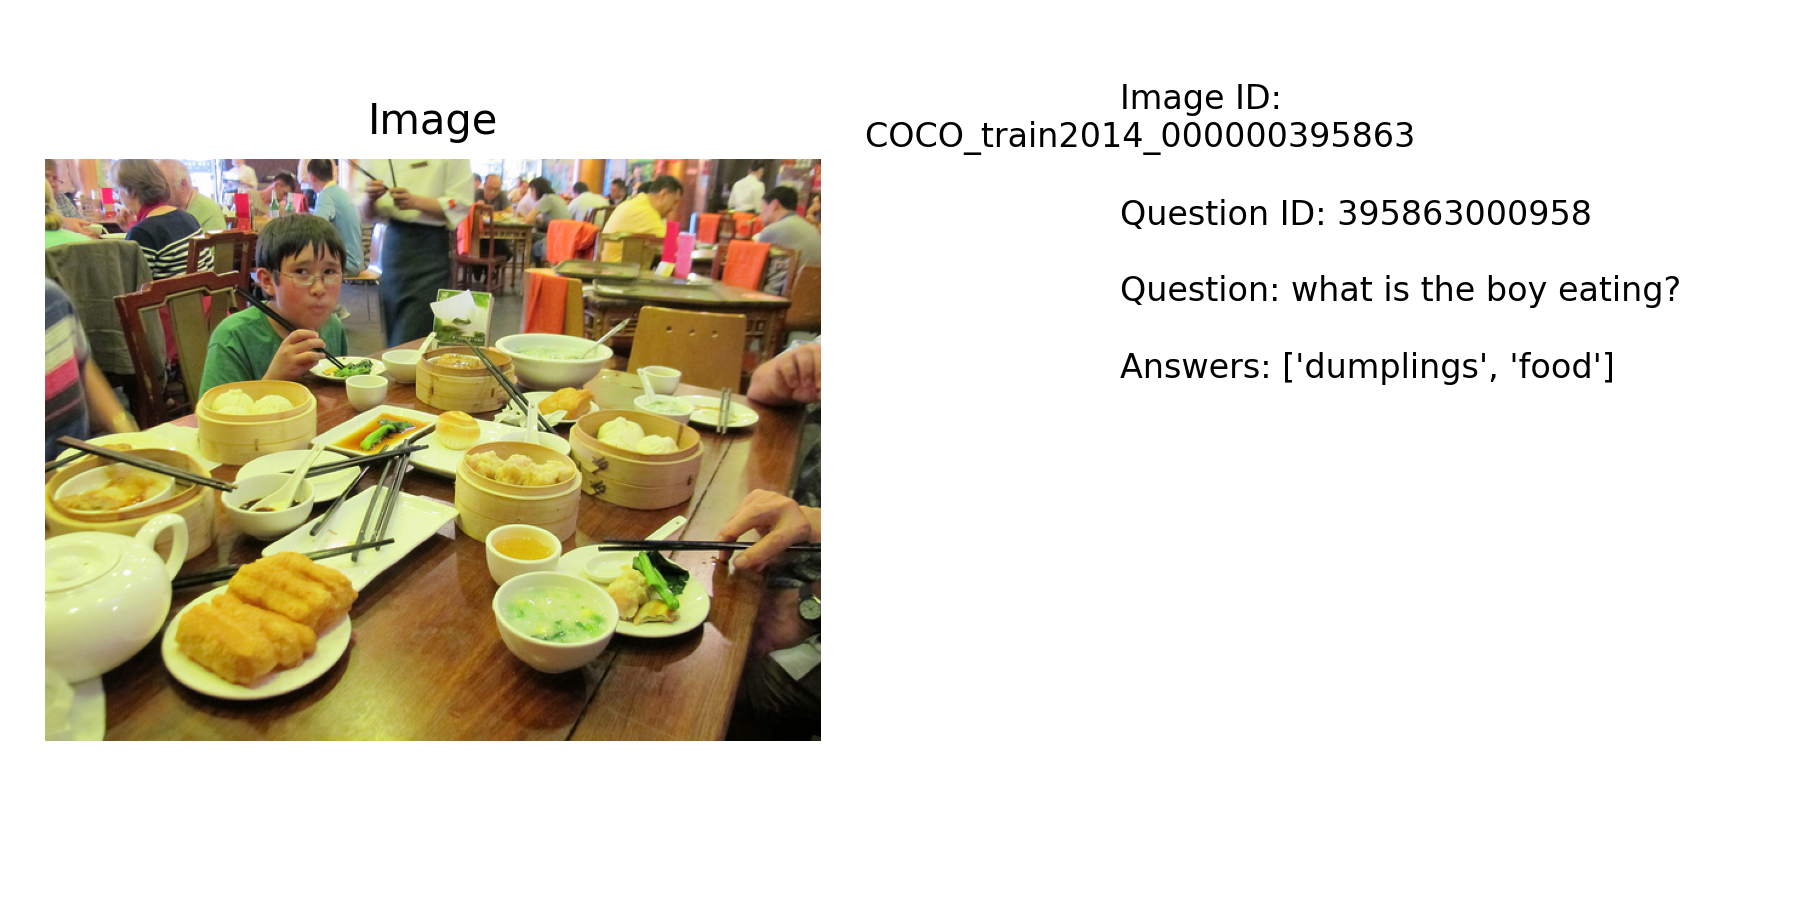 Image
Image ID:
COCO_train2014_000000395863
Question ID: 395863000958
Question: what is the boy eating?
Answers: ['dumplings', 'food']